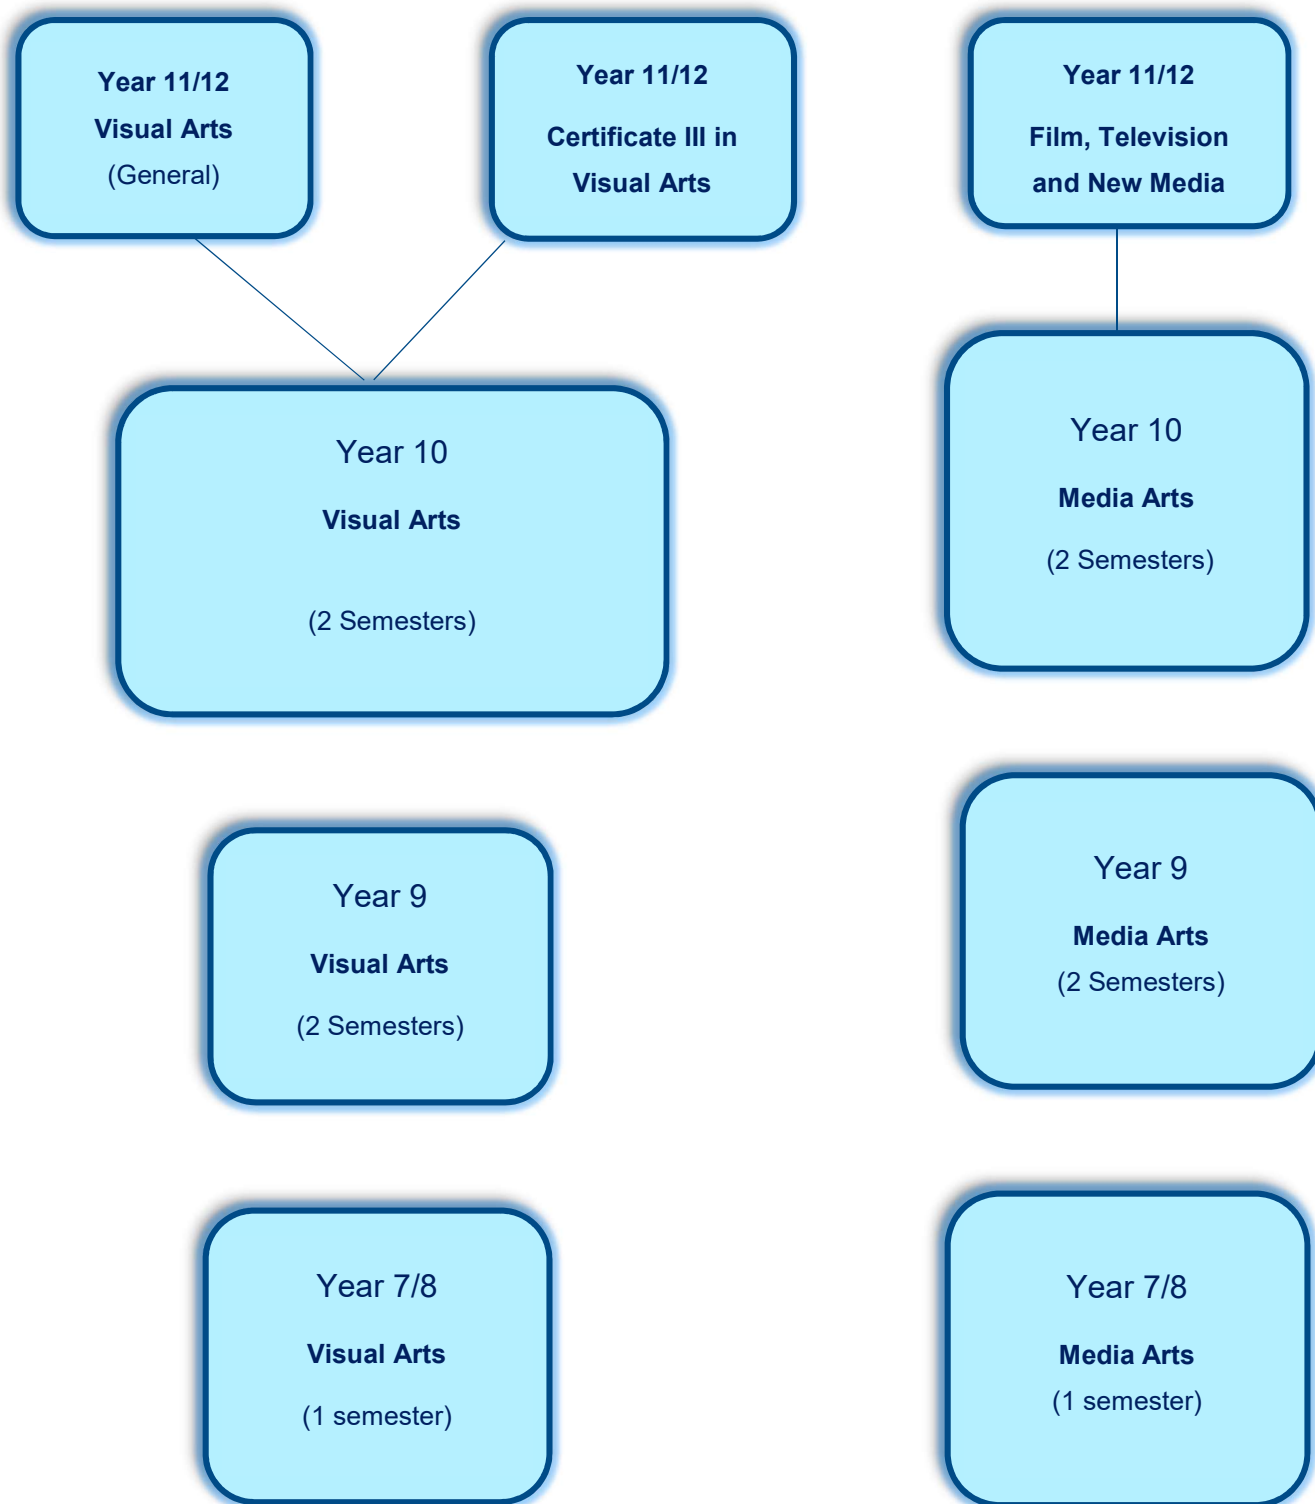 Year 11/12
Visual Arts
(General)
Year 11/12
Certificate III in
Visual Arts
Year 11/12
Film, Television
and New Media
Year 10
Visual Arts
(2 Semesters)
Year 10
Media Arts
(2 Semesters)
Year 9
Visual Arts
(2 Semesters)
Year 9
Media Arts
(2 Semesters)
Year 7/8
Visual Arts
(1 semester)
Year 7/8
Media Arts
(1 semester)